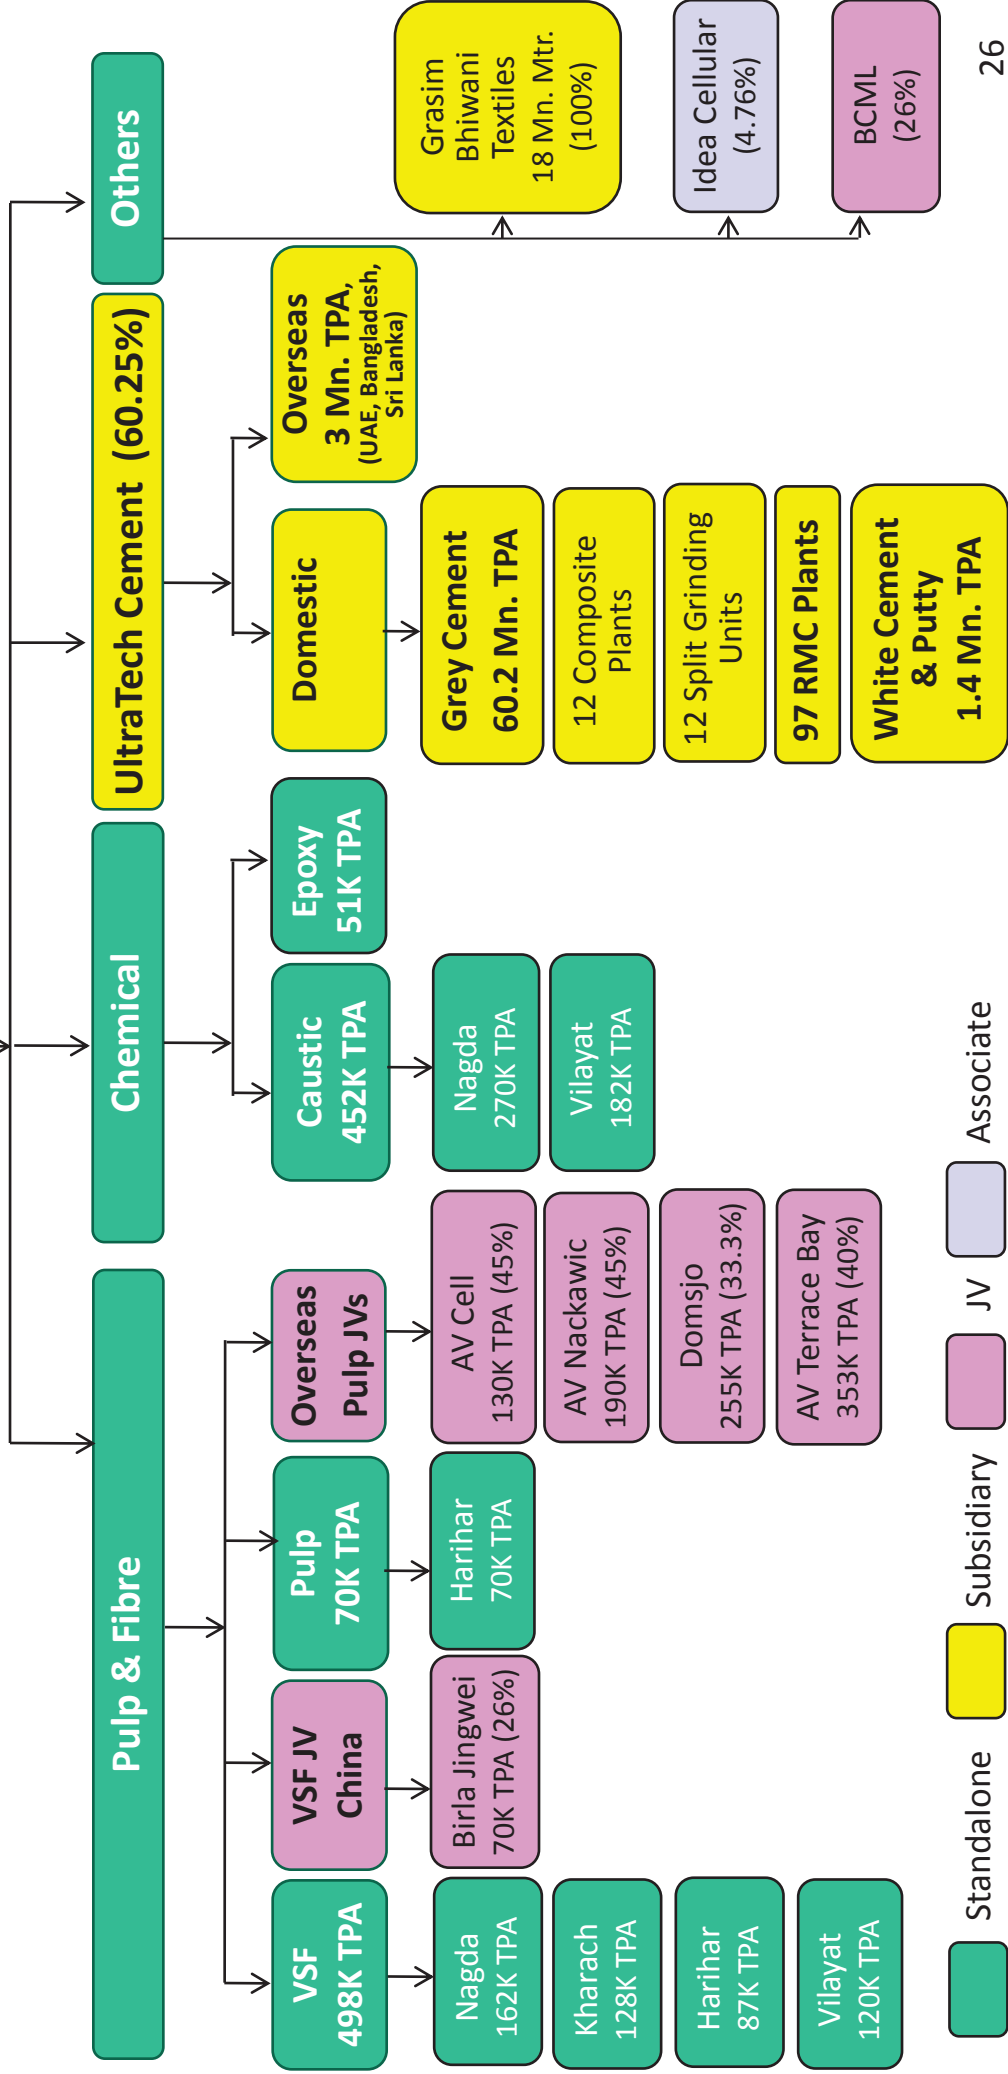 Pulp & Fibre
Chemical
UltraTech Cement (60.25%)
Others
VSF
498K TPA
VSF JV
China
Pulp
70K TPA
Overseas
Pulp JVs
Caustic
452K TPA
Epoxy
51K TPA
Domestic
Overseas
3 Mn. TPA,
(UAE, Bangladesh,
Sri Lanka)
Nagda
162K TPA
Kharach
128K TPA
Harihar
87K TPA
Vilayat
120K TPA
Birla Jingwei
70K TPA (26%)
Harihar
70K TPA
AV Cell
130K TPA (45%)
AV Nackawic
190K TPA (45%)
Domsjo
255K TPA (33.3%)
AV Terrace Bay
353K TPA (40%)
Nagda
270K TPA
Vilayat
182K TPA
Grey Cement
60.2 Mn. TPA
12 Composite
Plants
12 Split Grinding
Units
97 RMC Plants
White Cement
& Putty
1.4 Mn. TPA
Grasim
Bhiwani
Textiles
18 Mn. Mtr.
(100%)
Idea Cellular
(4.76%)
BCML
(26%)
Standalone
Subsidiary
JV
Associate
26